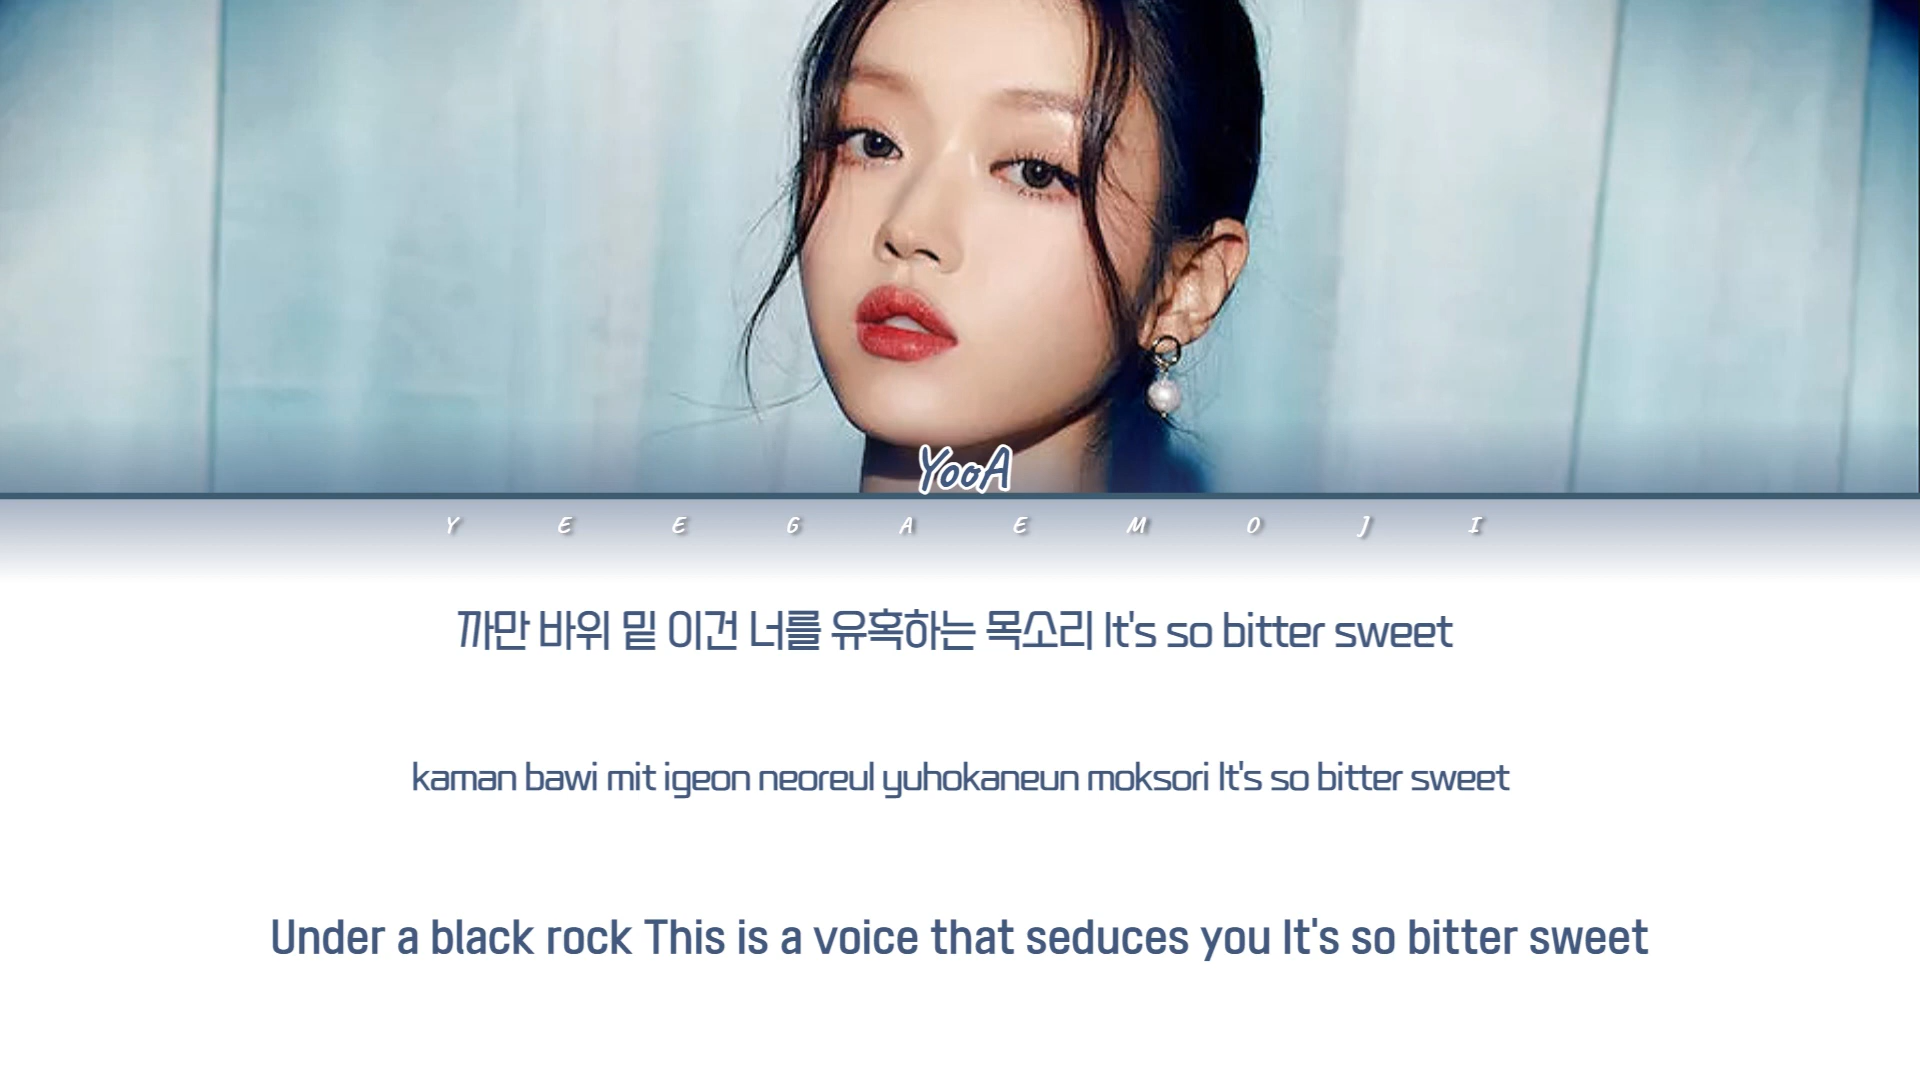 YooA
Y E E G A E M O J I
까만 바위 밑 이건 너를 유혹하는 목소리 It's so bitter sweet
kaman bawi mit igeon neoreul yuhokaneun moksori It's so bitter sweet
Under a black rock This is a voice that seduces you It's so bitter sweet